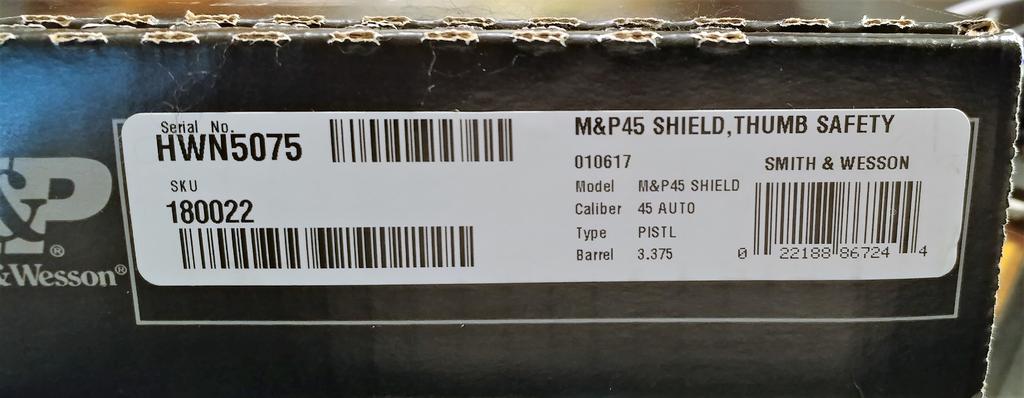 Serial No.
HWN5075
SKU
180022
M&P45 SHIELD,THUMB SAFETY
010617
SMITH & WESSON
Model M&P45 SHIELD
Caliber 45 AUTO
Type PISTL
Barrel 3.375
0 22188 86724 4
&P®
&Wesson®